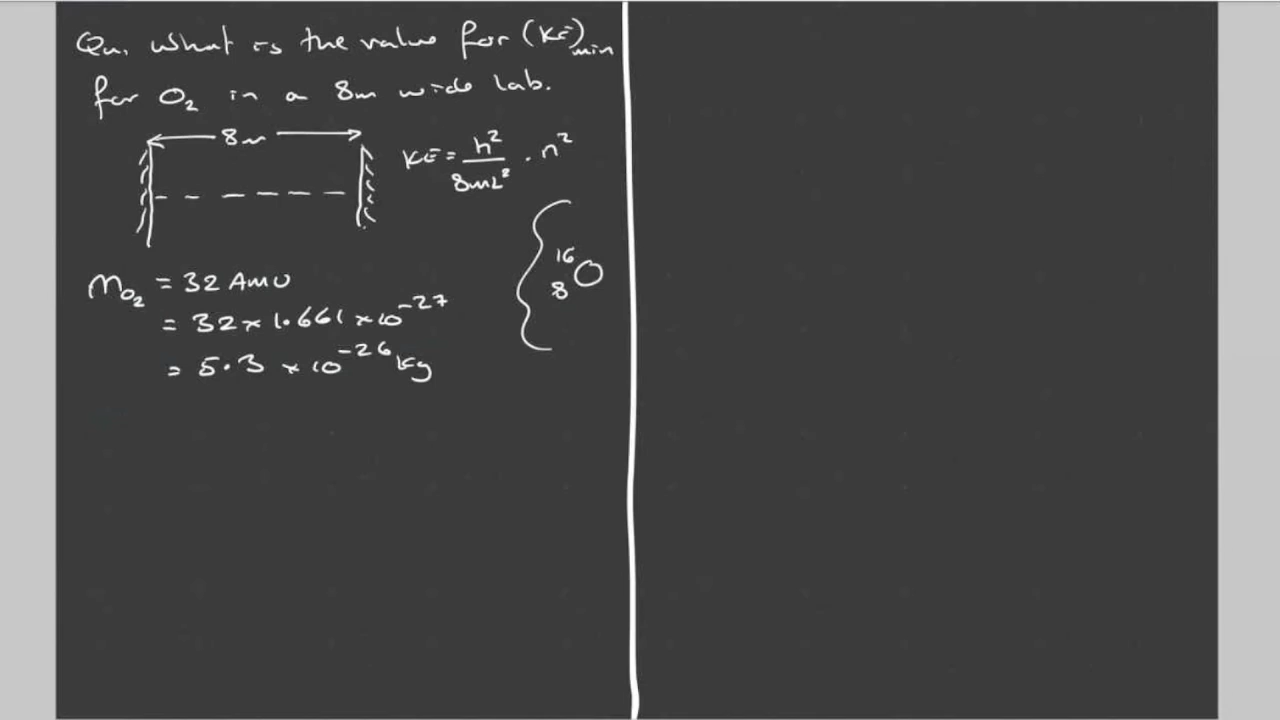 Qu. What is the value for (KE)min
for O₂ in a 8m wide lab.
8m
KE = h²/8mL² · n²
16
8 O
mO₂ = 32 AMU
= 32 × 1.661 × 10⁻²⁷
= 5.3 × 10⁻²⁶ kg